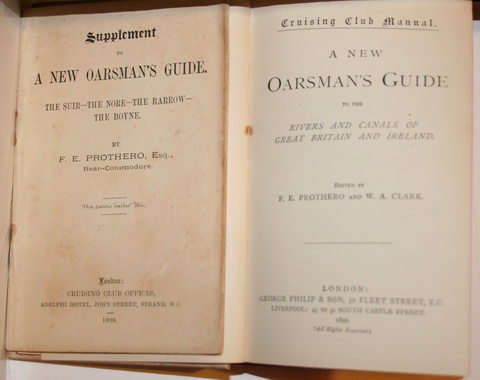 Supplement
TO
A NEW OARSMAN'S GUIDE.
THE SUIR—THE NORE—THE BARROW—
THE BOYNE.
BY
F. E. PROTHERO, Esq.,
Rear-Commodore.
London:
CRUISING CLUB OFFICES,
ADELPHI HOTEL, JOHN STREET, STRAND, W.C.
Cruising Club Manual.
A NEW
OARSMAN'S GUIDE
TO THE
RIVERS AND CANALS OF
GREAT BRITAIN AND IRELAND.
EDITED BY
F. E. PROTHERO AND W. A. CLARK.
LONDON:
GEORGE PHILIP & SON, 32 FLEET STREET, E.C.
LIVERPOOL: 45 TO 51 SOUTH CASTLE STREET.
1896.
[All Rights Reserved.]